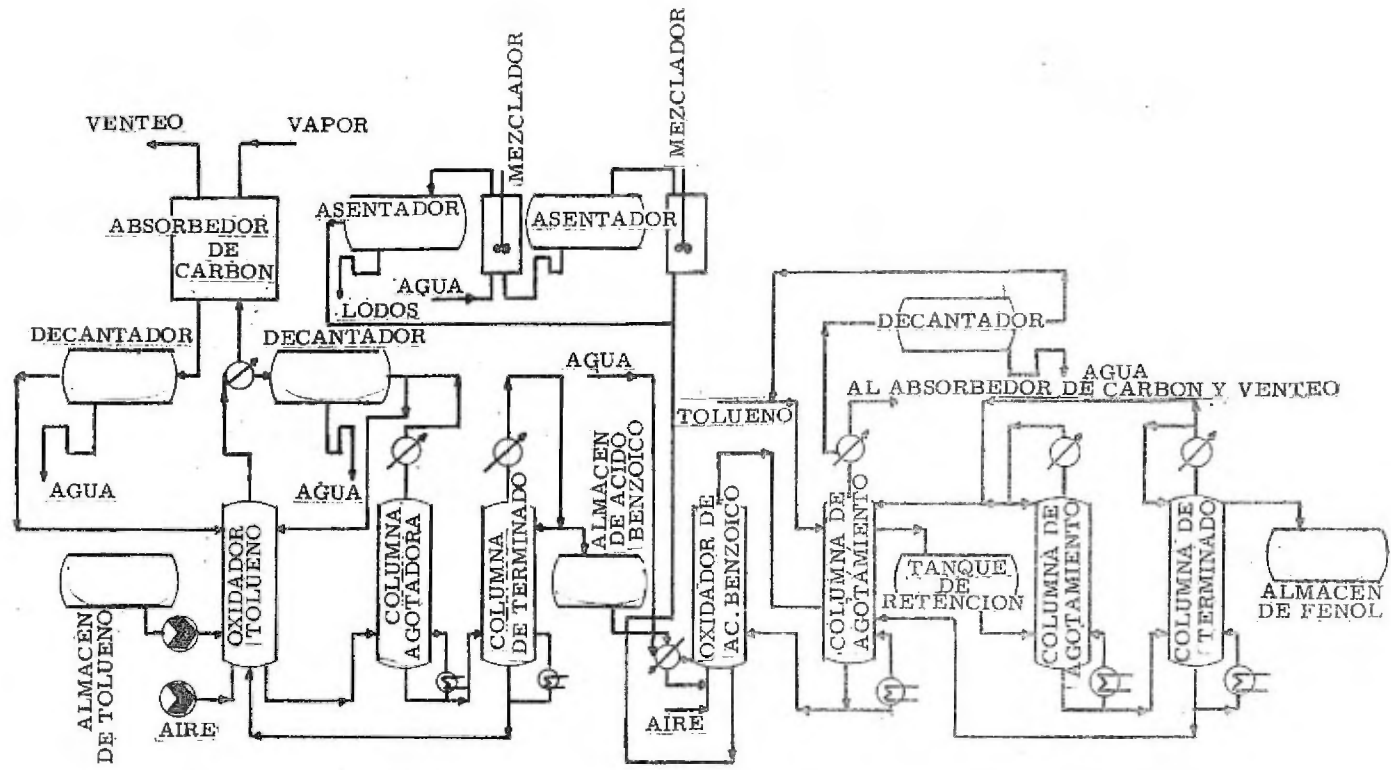 MEZCLADOR
MEZCLADOR
VENTEO
VAPOR
ABSORBEDOR
DE
CARBON
ASENTADOR
ASENTADOR
AGUA
LODOS
DECANTADOR
DECANTADOR
DECANTADOR
AGUA
AGUA
AL ABSORBEDOR DE CARBON Y VENTEO
TOLUENO
AGUA
AGUA
OXIDADOR
TOLUENO
COLUMNA
AGOTADORA
COLUMNA
DE TERMINADO
ALMACEN
DE ACIDO
BENZOICO
OXIDADOR DE
AC. BENZOICO
COLUMNA DE
AGOTAMIENTO
TANQUE
DE
RETENCION
COLUMNA DE
AGOTAMIENTO
COLUMNA DE
TERMINADO
ALMACEN
DE FENOL
ALMACEN
DE TOLUENO
AIRE
AIRE